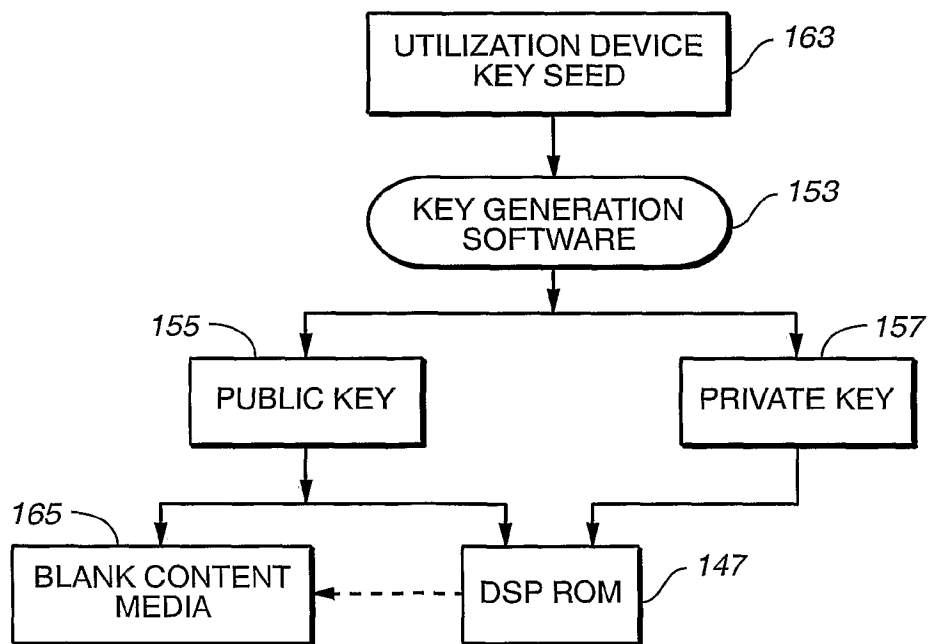 UTILIZATION DEVICE
KEY SEED
163
KEY GENERATION
SOFTWARE
153
155
157
PUBLIC KEY
PRIVATE KEY
165
BLANK CONTENT
MEDIA
DSP ROM
147